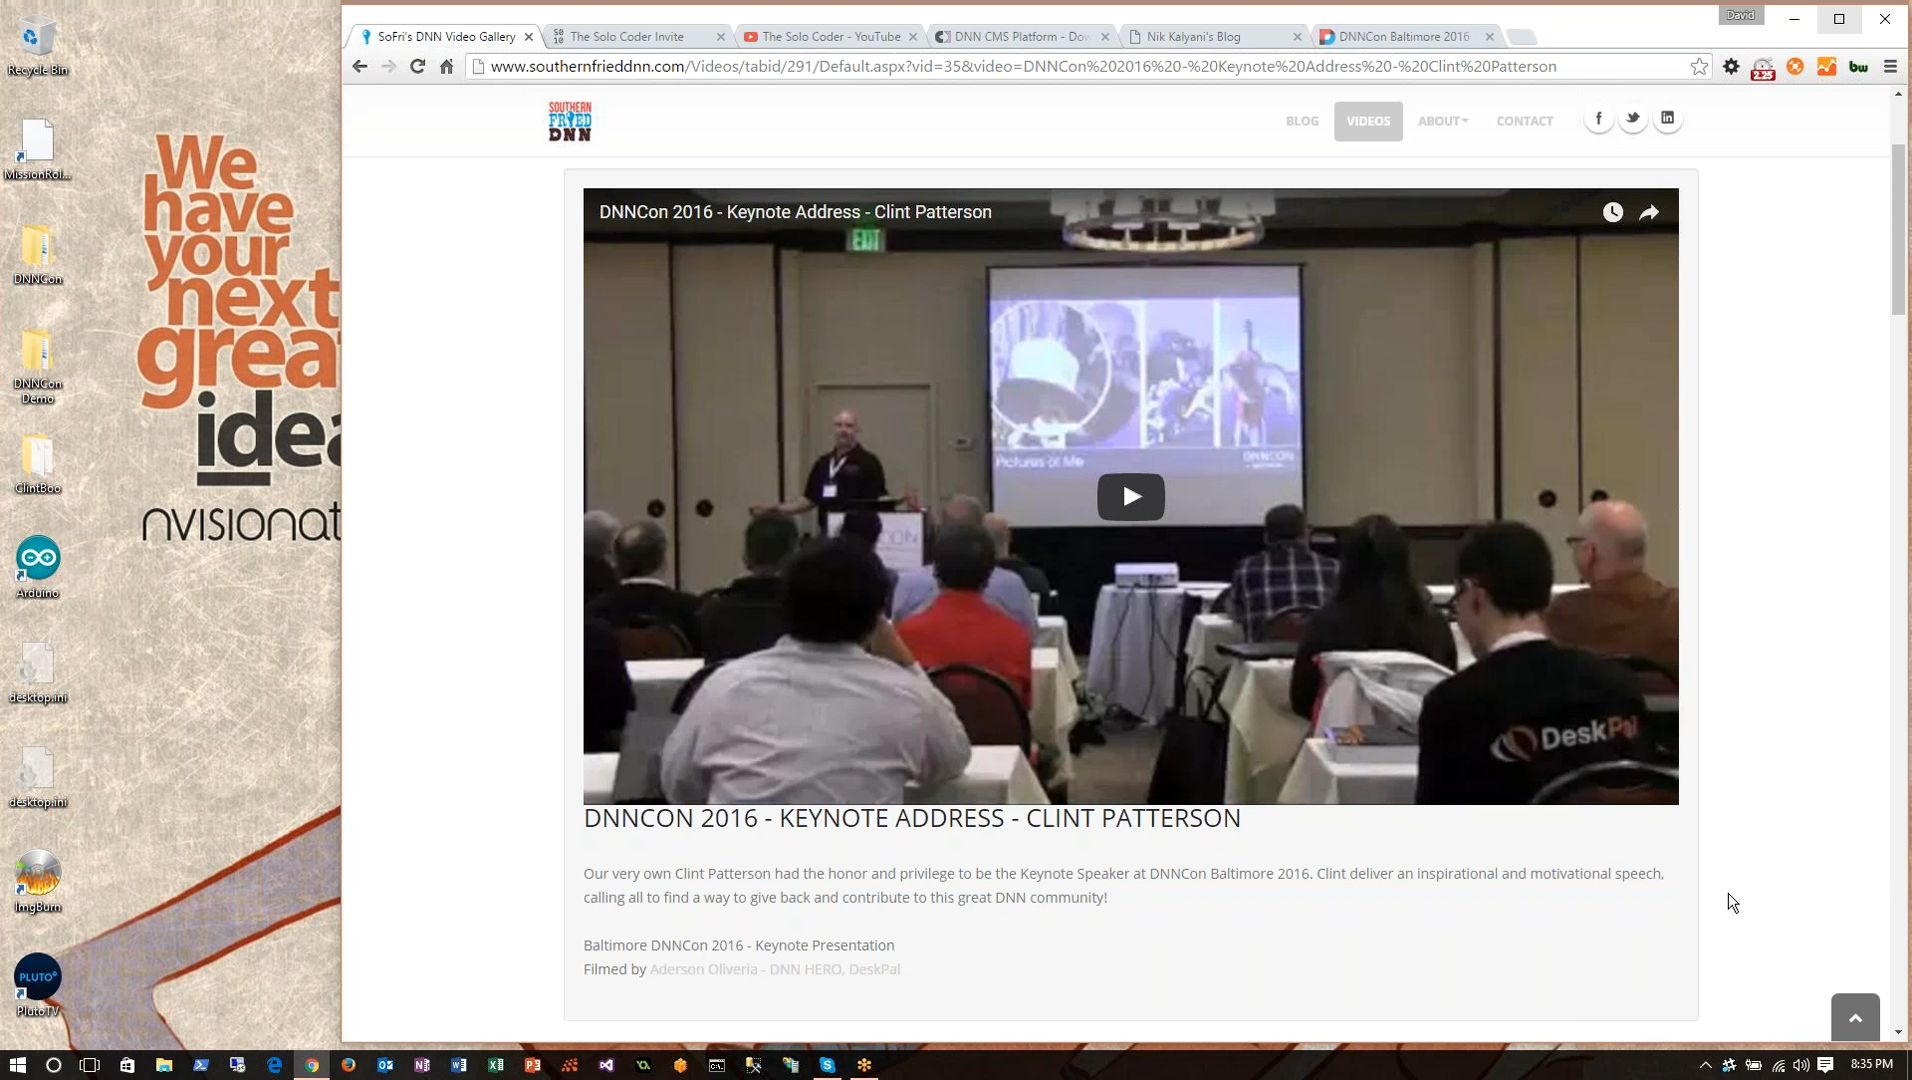 David
SoFri's DNN Video Gallery
The Solo Coder Invite
The Solo Coder - YouTube
DNN CMS Platform - Dow
Nik Kalyani's Blog
DNNCon Baltimore 2016
www.southernfrieddnn.com/Videos/tabid/291/Default.aspx?vid=35&video=DNNCon%202016%20-%20Keynote%20Address%20-%20Clint%20Patterson
2.25
bw
SOUTHERN
FRIED
DNN
BLOG
VIDEOS
ABOUT
CONTACT
DNNCon 2016 - Keynote Address - Clint Patterson
EXIT
Pictures of Me
DNNCON
DeskPal
DNNCON 2016 - KEYNOTE ADDRESS - CLINT PATTERSON
Our very own Clint Patterson had the honor and privilege to be the Keynote Speaker at DNNCon Baltimore 2016. Clint deliver an inspirational and motivational speech,
calling all to find a way to give back and contribute to this great DNN community!
Baltimore DNNCon 2016 - Keynote Presentation
Filmed by Aderson Oliveria - DNN HERO, DeskPal
We
have
your
next
grea
idea
nvisionat
Recycle Bin
MissionRol...
DNNCon
DNNCon
Demo
ClintBoo
Arduino
desktop.ini
desktop.ini
ImgBurn
PLUTO
PlutoTV
8:35 PM